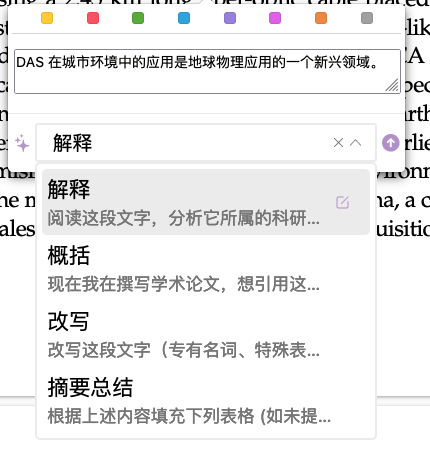 DAS 在城市环境中的应用是地球物理应用的一个新兴领域。
解释
解释
阅读这段文字，分析它所属的科研...
概括
现在我在撰写学术论文，想引用这...
改写
改写这段文字（专有名词、特殊表...
摘要总结
根据上述内容填充下列表格 (如未提...